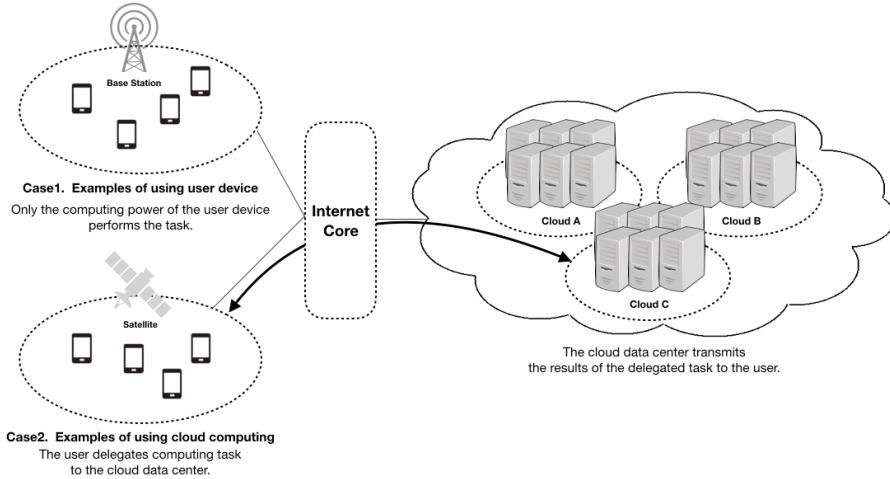 Base Station
Case1. Examples of using user device
Only the computing power of the user device
performs the task.
Satellite
Case2. Examples of using cloud computing
The user delegates computing task
to the cloud data center.
Internet
Core
Cloud A
Cloud B
Cloud C
The cloud data center transmits
the results of the delegated task to the user.